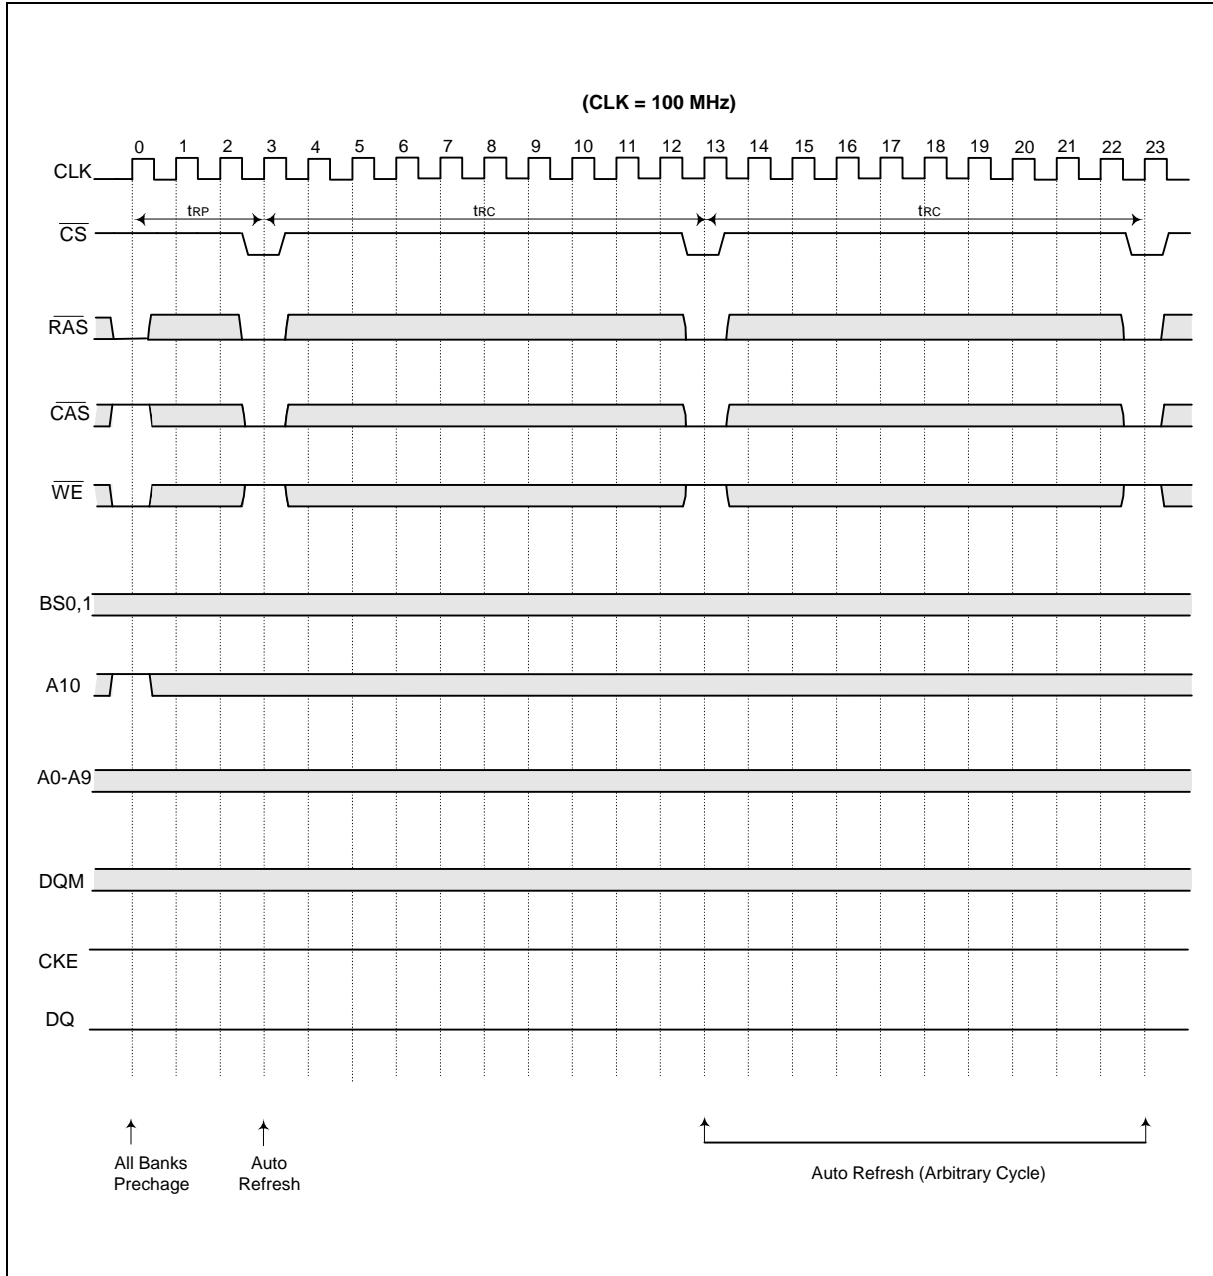 (CLK = 100 MHz)
0 1 2 3 4 5 6 7 8 9 10 11 12 13 14 15 16 17 18 19 20 21 22 23
CLK
tRP tRC tRC
CS
RAS
CAS
WE
BS0,1
A10
A0-A9
DQM
CKE
DQ
All Banks
Prechage
Auto
Refresh
Auto Refresh (Arbitrary Cycle)